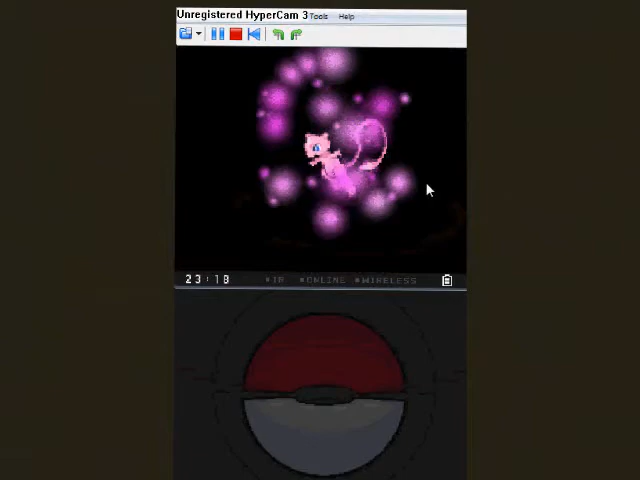 Unregistered HyperCam 3 Tools Help
23:18 *IR *ONLINE *WIRELESS